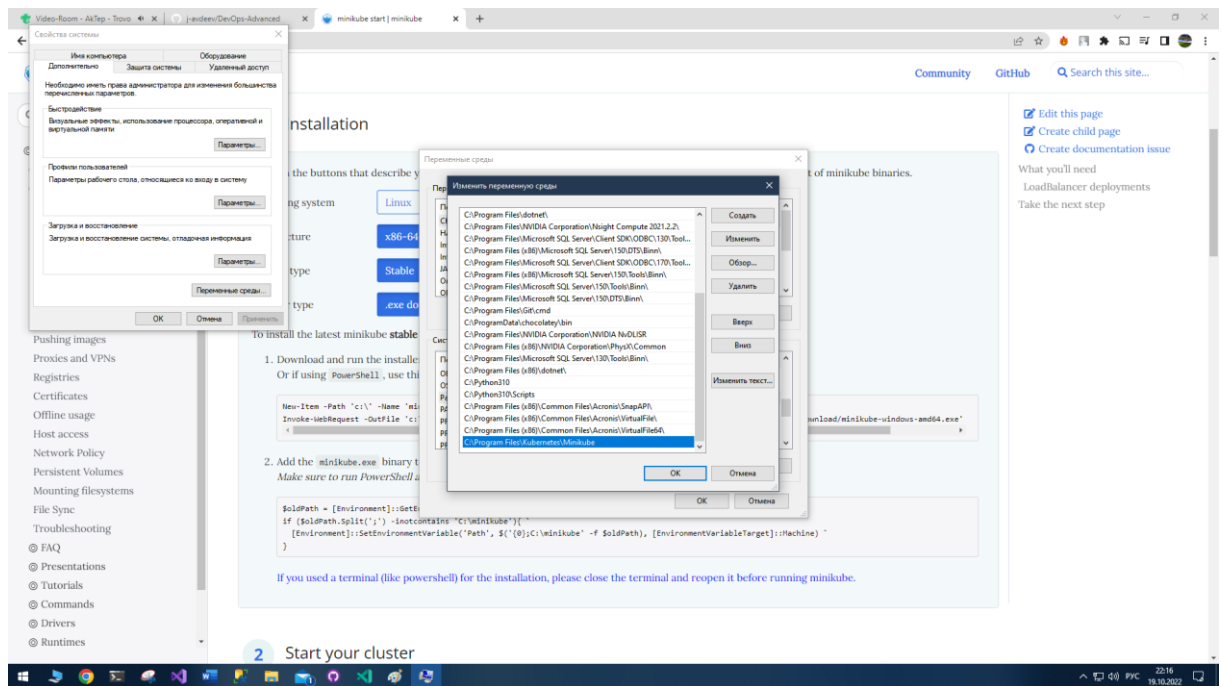 Video-Room - AkTep - Trovo
j-avdeev/DevOps-Advanced
minikube start | minikube
Свойства системы
Имя компьютера
Оборудование
Дополнительно
Защита системы
Удаленный доступ
Необходимо иметь права администратора для изменения большинства
перечисленных параметров.
Быстродействие
Визуальные эффекты, использование процессора, оперативной и
виртуальной памяти
Параметры...
Профили пользователей
Параметры рабочего стола, относящиеся ко входу в систему
Параметры...
Загрузка и восстановление
Загрузка и восстановление системы, отладочная информация
Параметры...
Переменные среды...
ОК
Отмена
Применить
Community
GitHub
Search this site...
Edit this page
Create child page
Create documentation issue
What you'll need
LoadBalancer deployments
Take the next step
Pushing images
Proxies and VPNs
Registries
Certificates
Offline usage
Host access
Network Policy
Persistent Volumes
Mounting filesystems
File Sync
Troubleshooting
FAQ
Presentations
Tutorials
Commands
Drivers
Runtimes
nstallation
the buttons that describe
t of minikube binaries.
ng system
Linux
cture
x86-64
type
Stable
type
.exe do
To install the latest minikube stable
1. Download and run the installe
Or if using PowerShell , use thi
New-Item -Path 'c:\' -Name 'mi
Invoke-WebRequest -OutFile 'c:
wnload/minikube-windows-amd64.exe'
2. Add the minikube.exe binary t
Make sure to run PowerShell a
$oldPath = [Environment]::GetE
if ($oldPath.Split(';') -inotcontains 'C:\minikube'){ `
[Environment]::SetEnvironmentVariable('Path', $('{0};C:\minikube' -f $oldPath), [EnvironmentVariableTarget]::Machine) `
}
If you used a terminal (like powershell) for the installation, please close the terminal and reopen it before running minikube.
2 Start your cluster
Переменные среды
Изменить переменную среды
C:\Program Files\dotnet\
C:\Program Files\NVIDIA Corporation\Nsight Compute 2021.2.2\
C:\Program Files\Microsoft SQL Server\Client SDK\ODBC\130\Tool...
C:\Program Files (x86)\Microsoft SQL Server\150\DTS\Binn\
C:\Program Files\Microsoft SQL Server\Client SDK\ODBC\170\Tool...
C:\Program Files (x86)\Microsoft SQL Server\150\Tools\Binn\
C:\Program Files\Microsoft SQL Server\150\Tools\Binn\
C:\Program Files\Microsoft SQL Server\150\DTS\Binn\
C:\Program Files\Git\cmd
C:\ProgramData\chocolatey\bin
C:\Program Files\NVIDIA Corporation\NVIDIA NvDLISR
C:\Program Files (x86)\NVIDIA Corporation\PhysX\Common
C:\Program Files\Microsoft SQL Server\130\Tools\Binn\
C:\Program Files (x86)\dotnet\
C:\Python310
C:\Python310\Scripts
C:\Program Files (x86)\Common Files\Acronis\SnapAPI\
C:\Program Files (x86)\Common Files\Acronis\VirtualFile\
C:\Program Files (x86)\Common Files\Acronis\VirtualFile64\
C:\Program Files\Kubernetes\Minikube
Создать
Изменить
Обзор...
Удалить
Вверх
Вниз
Изменить текст...
ОК
Отмена
ОК
Отмена
РУС
22:16
19.10.2022